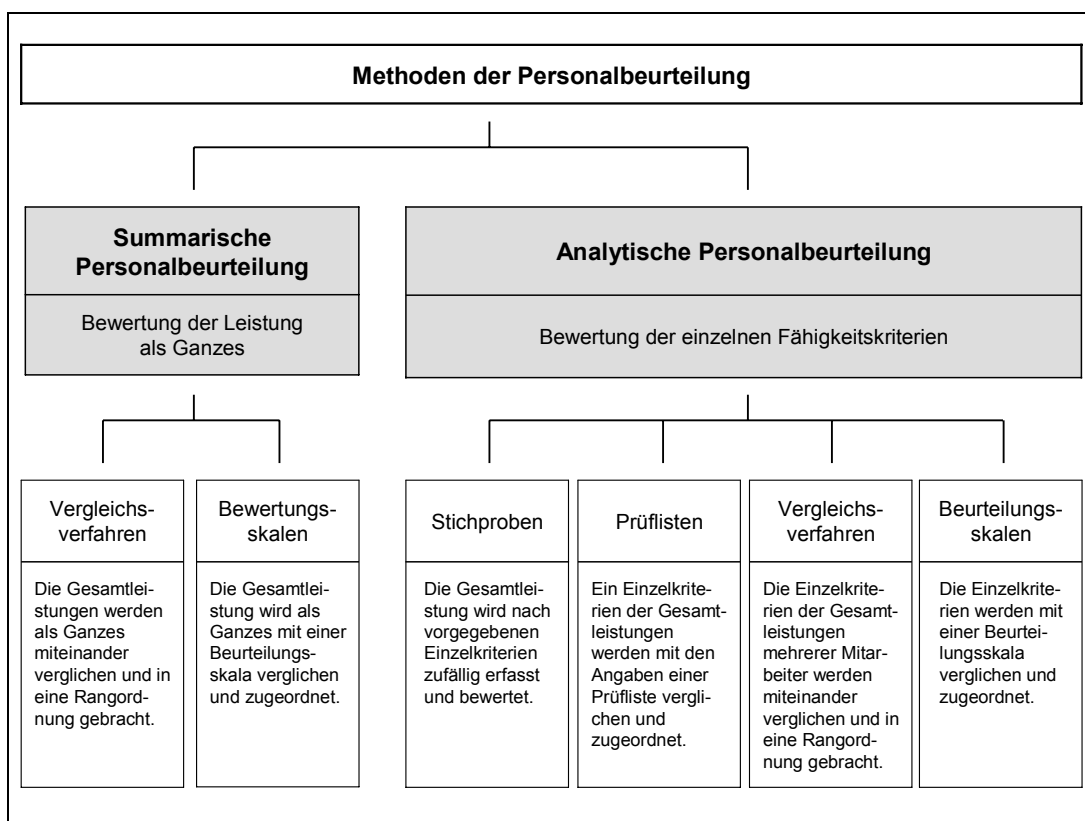 Methoden der Personalbeurteilung
Summarische
Personalbeurteilung
Bewertung der Leistung
als Ganzes
Analytische Personalbeurteilung
Bewertung der einzelnen Fähigkeitskriterien
Vergleichs-
verfahren
Die Gesamtlei-
stungen werden
als Ganzes
miteinander
verglichen und in
eine Rangord-
nung gebracht.
Bewertungs-
skalen
Die Gesamtlei-
stung wird als
Ganzes mit einer
Beurteilungs-
skala verglichen
und zugeordnet.
Stichproben
Die Gesamtlei-
stung wird nach
vorgegebenen
Einzelkriterien
zufällig erfasst
und bewertet.
Prüflisten
Ein Einzelkrite-
rien der Gesamt-
leistungen
werden mit den
Angaben einer
Prüfliste vergli-
chen und
zugeordnet.
Vergleichs-
verfahren
Die Einzelkrite-
rien der Gesamt-
leistungen
mehrerer Mitar-
beiter werden
miteinander
verglichen und in
eine Rangord-
nung gebracht.
Beurteilungs-
skalen
Die Einzelkrite-
rien werden mit
einer Beurtei-
lungsskala
verglichen und
zugeordnet.